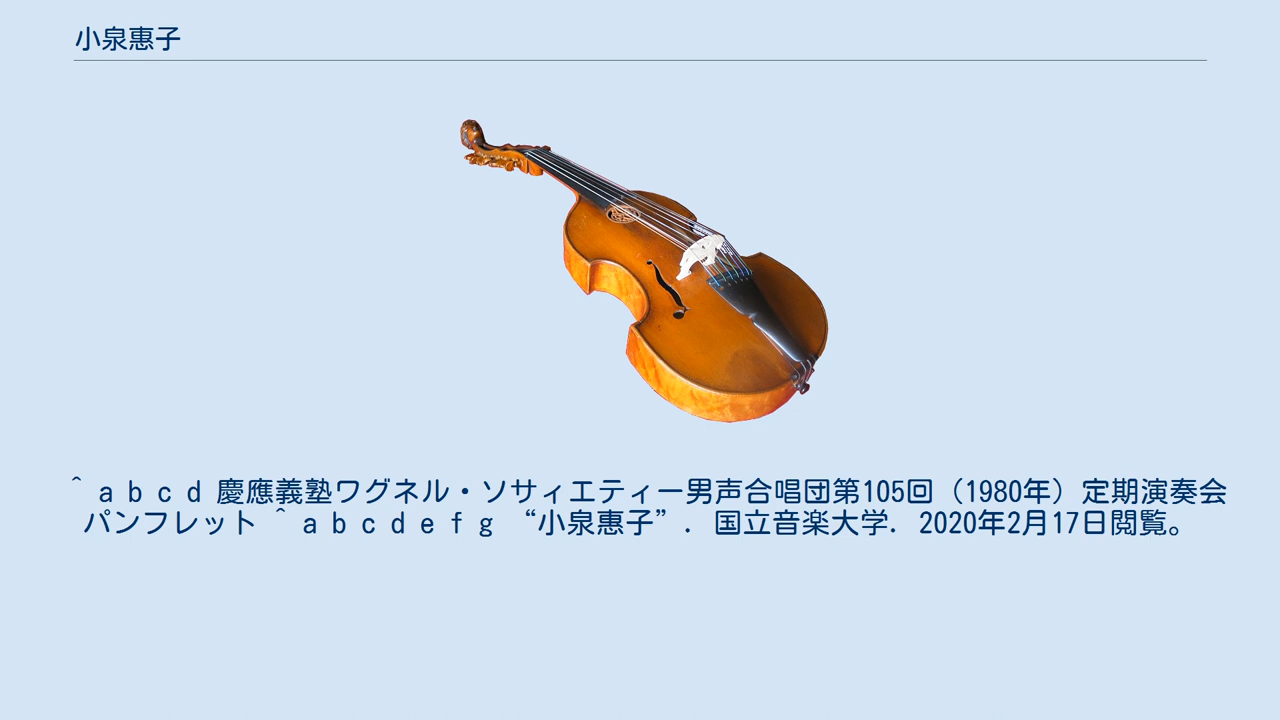 小泉惠子
^ a b c d 慶應義塾ワグネル・ソサィエティー男声合唱団第105回（1980年）定期演奏会
パンフレット ^ a b c d e f g “小泉惠子”. 国立音楽大学. 2020年2月17日閲覧。